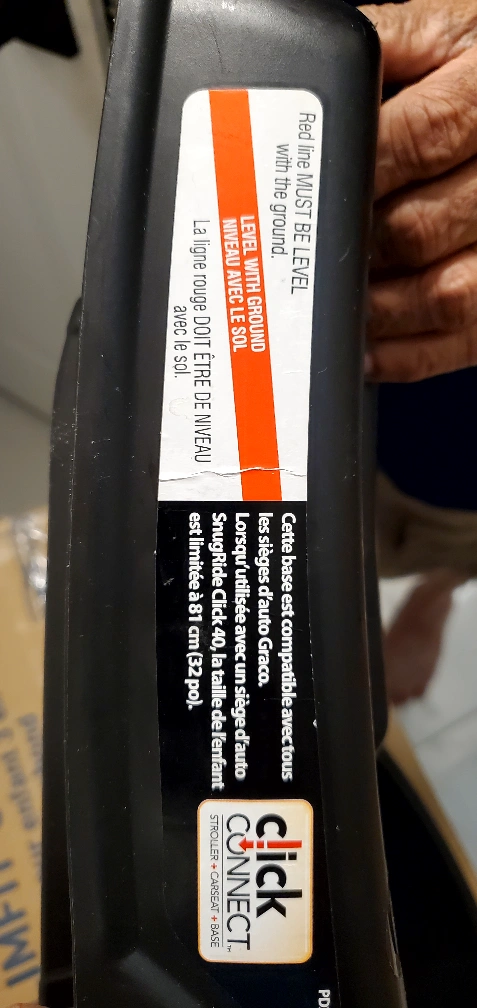 Red line MUST BE LEVEL
with the ground.
LEVEL WITH GROUND
NIVEAU AVEC LE SOL
La ligne rouge DOIT ÊTRE DE NIVEAU
avec le sol.
Cette base est compatible avec tous
les sièges d'auto Graco.
Lorsqu'utilisée avec un siège d'auto
SnugRide Click 40, la taille de l'enfant
est limitée à 81 cm (32 po).
click
CONNECT™
STROLLER + CARSEAT + BASE
PD
enfant